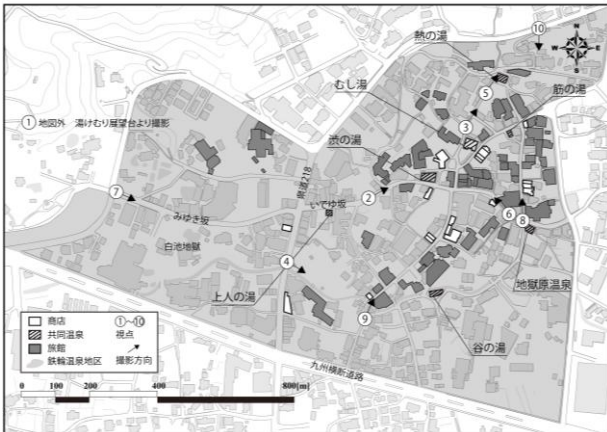 ⑩
N
W E
S
熱の湯
むし湯
⑤
筋の湯
① 地図外 湯けむり展望台より撮影
③
渋の湯
県道218
⑦
②
いでゆ坂
みゆき坂
⑥
⑧
白池地獄
④
上人の湯
地獄原温泉
⑨
谷の湯
商店 ①~⑩
共同温泉 視点
旅館
鉄輪温泉地区 撮影方向
九州横断道路
0 100 200 400 800[m]